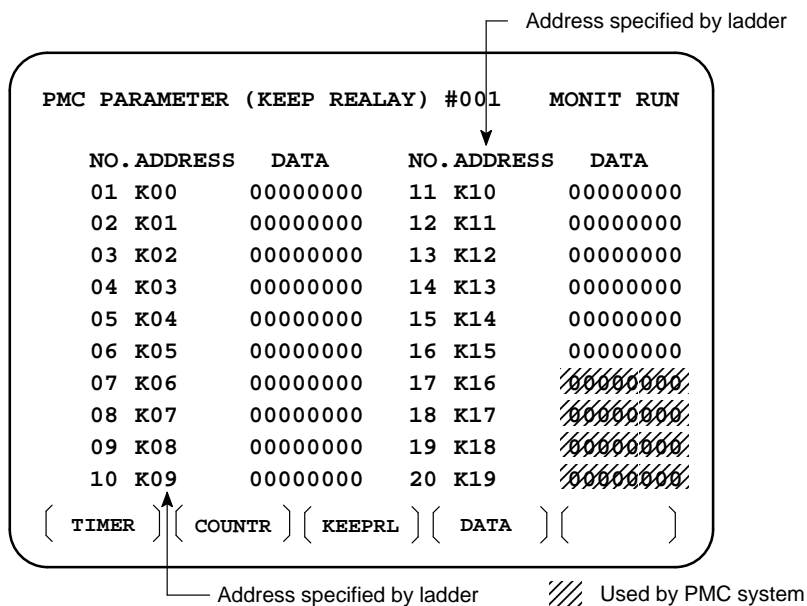 Address specified by ladder
PMC PARAMETER (KEEP REALAY) #001 MONIT RUN
NO. ADDRESS DATA NO. ADDRESS DATA
01 K00 00000000 11 K10 00000000
02 K01 00000000 12 K11 00000000
03 K02 00000000 13 K12 00000000
04 K03 00000000 14 K13 00000000
05 K04 00000000 15 K14 00000000
06 K05 00000000 16 K15 00000000
07 K06 00000000 17 K16 00000000
08 K07 00000000 18 K17 00000000
09 K08 00000000 19 K18 00000000
10 K09 00000000 20 K19 00000000
[ TIMER ] [ COUNTR ] [ KEEPRL ] [ DATA ] [ ]
Address specified by ladder Used by PMC system